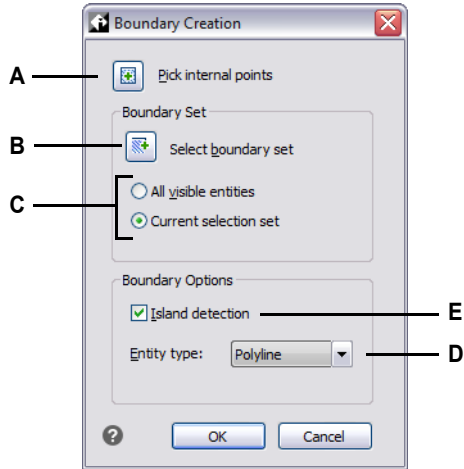 Boundary Creation
A
Pick internal points
Boundary Set
B
Select boundary set
C
All visible entities
Current selection set
Boundary Options
Island detection
E
Entity type: Polyline
D
?
OK Cancel